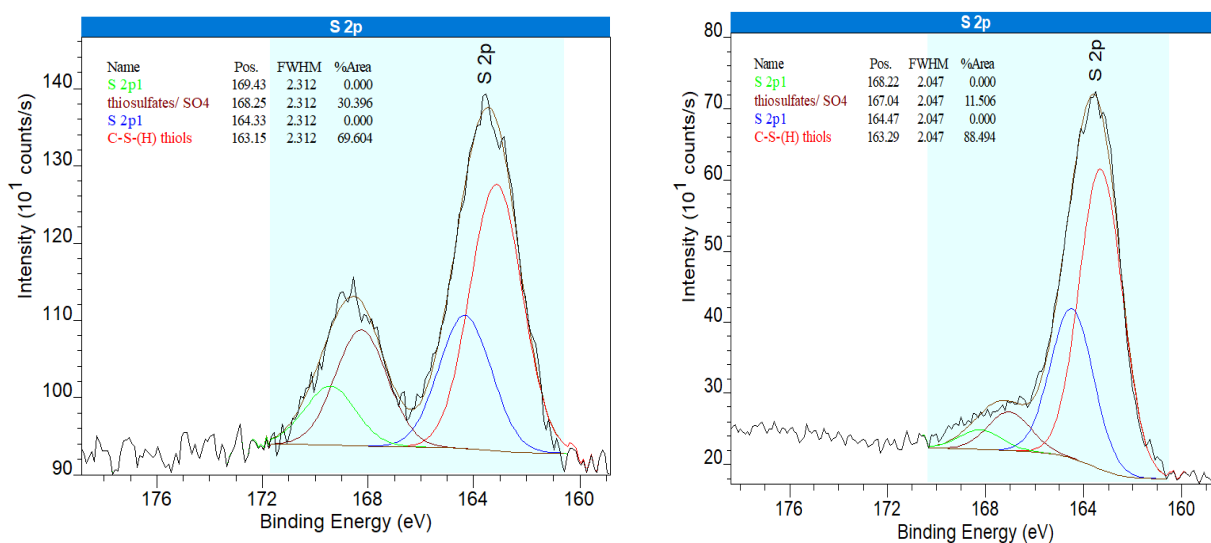 S 2p
Name Pos. FWHM %Area
S 2p1 169.43 2.312 0.000
thiosulfates/ SO4 168.25 2.312 30.396
S 2p1 164.33 2.312 0.000
C-S-(H) thiols 163.15 2.312 69.604
S 2p
140
130
120
110
100
90
Intensity (10¹ counts/s)
176 172 168 164 160
Binding Energy (eV)
S 2p
Name Pos. FWHM %Area
S 2p1 168.22 2.047 0.000
thiosulfates/ SO4 167.04 2.047 11.506
S 2p1 164.47 2.047 0.000
C-S-(H) thiols 163.29 2.047 88.494
S 2p
80
70
60
50
40
30
20
Intensity (10¹ counts/s)
176 172 168 164 160
Binding Energy (eV)